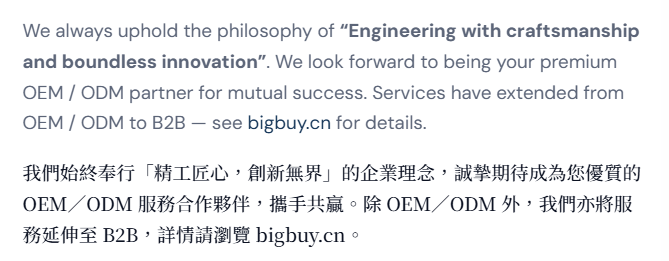 We always uphold the philosophy of “Engineering with craftsmanship
and boundless innovation”. We look forward to being your premium
OEM / ODM partner for mutual success. Services have extended from
OEM / ODM to B2B — see bigbuy.cn for details.
我們始終奉行「精工匠心，創新無界」的企業理念，誠摯期待成為您優質的
OEM／ODM 服務合作夥伴，攜手共贏。除 OEM／ODM 外，我們亦將服
務延伸至 B2B，詳情請瀏覽 bigbuy.cn。